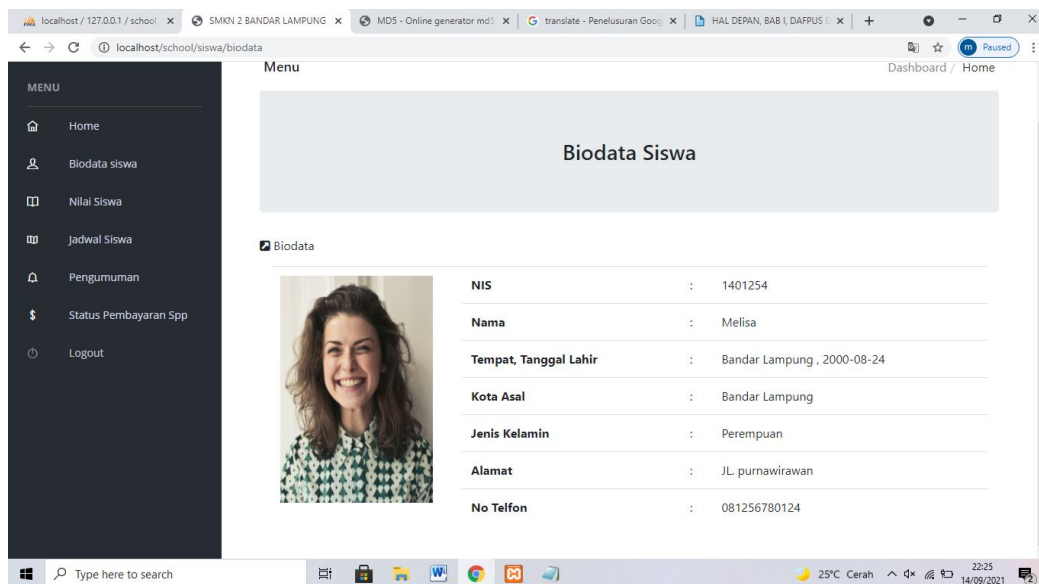 localhost / 127.0.0.1 / school
SMKN 2 BANDAR LAMPUNG
MD5 - Online generator md5
translate - Penelusuran Goog
HAL DEPAN, BAB I, DAFPUS
localhost/school/siswa/biodata
m Paused
Menu
Dashboard / Home
MENU
Home
Biodata siswa
Nilai Siswa
Jadwal Siswa
Pengumuman
Status Pembayaran Spp
Logout
Biodata Siswa
Biodata
NIS : 1401254
Nama : Melisa
Tempat, Tanggal Lahir : Bandar Lampung , 2000-08-24
Kota Asal : Bandar Lampung
Jenis Kelamin : Perempuan
Alamat : JL. purnawirawan
No Telfon : 081256780124
Type here to search
25°C Cerah
22:25
14/09/2021
2